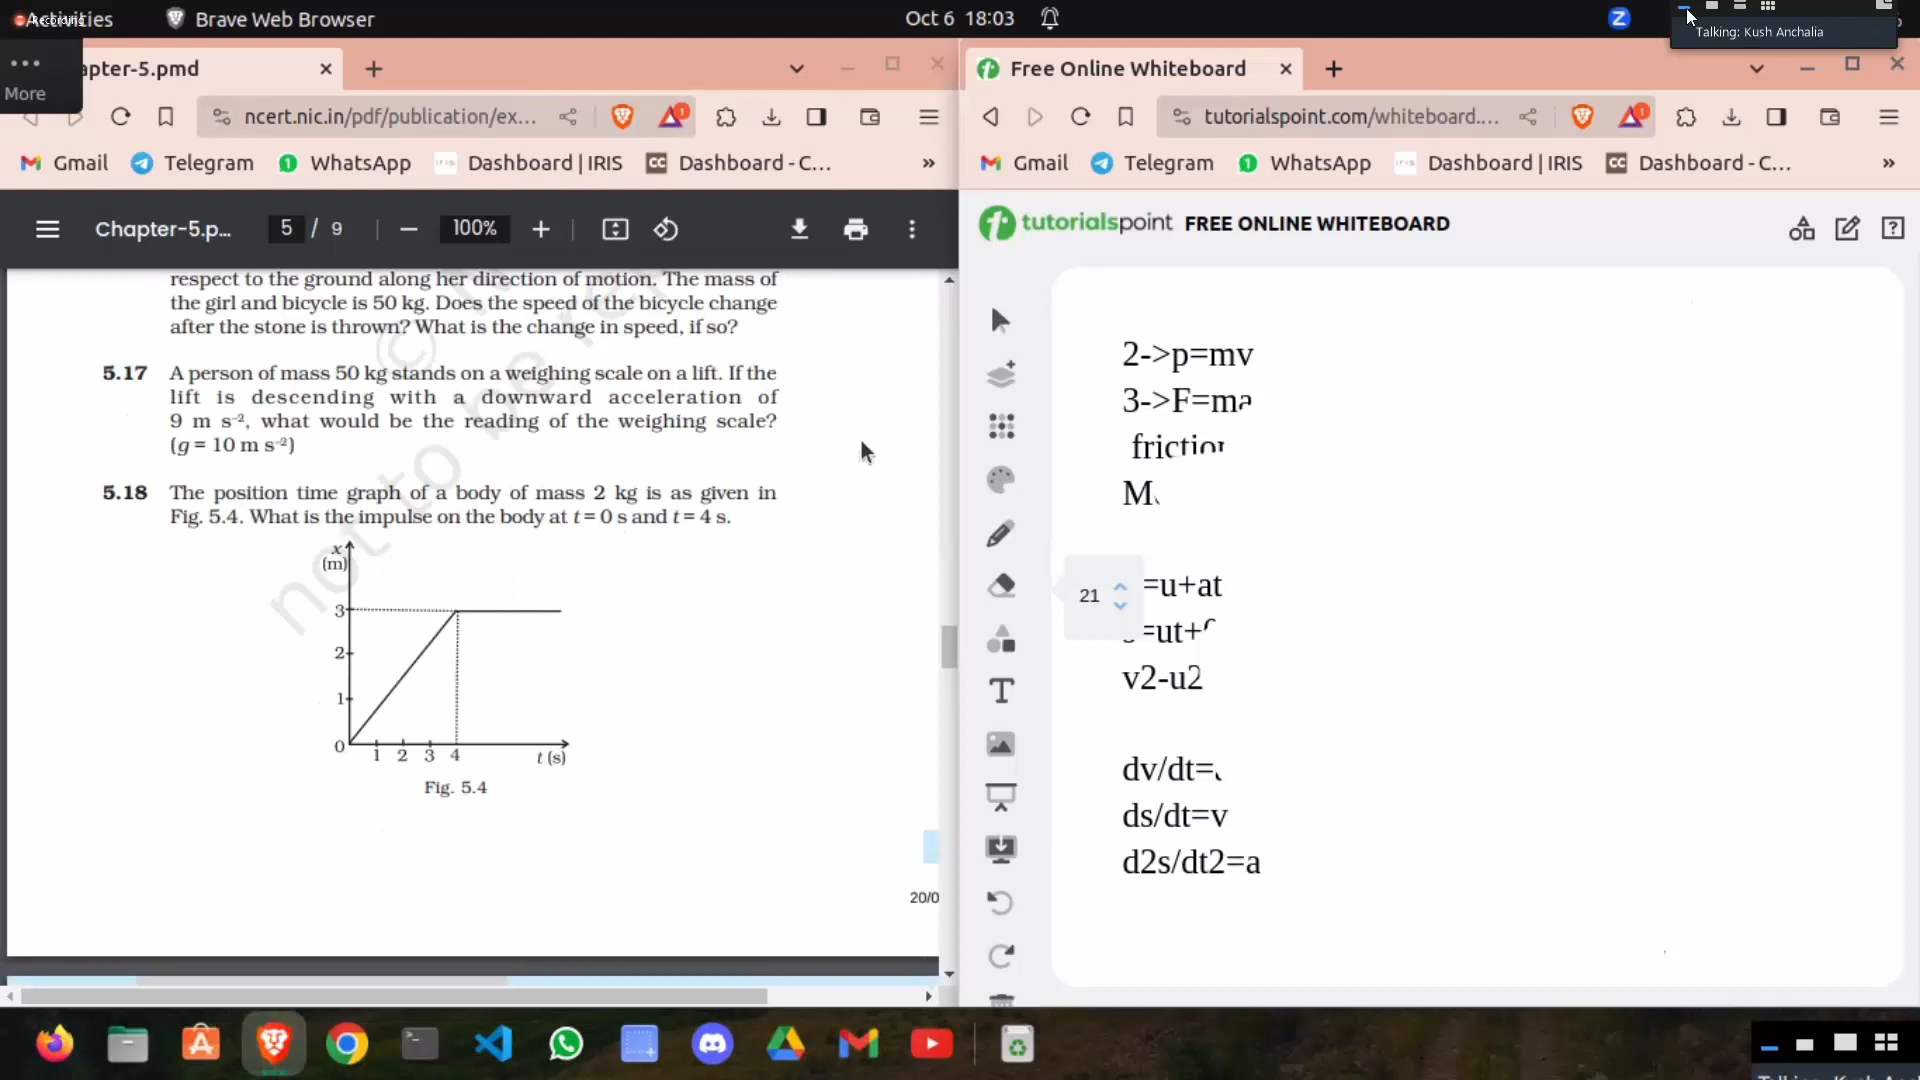 Activities
Brave Web Browser
Oct 6 18:03
Z
Talking: Kush Anchalia
More
apter-5.pmd
ncert.nic.in/pdf/publication/ex...
Gmail
Telegram
WhatsApp
Dashboard | IRIS
Dashboard - C...
»
Chapter-5.p...
5 / 9
100%
respect to the ground along her direction of motion. The mass of
the girl and bicycle is 50 kg. Does the speed of the bicycle change
after the stone is thrown? What is the change in speed, if so?
5.17 A person of mass 50 kg stands on a weighing scale on a lift. If the
lift is descending with a downward acceleration of
9 m s⁻², what would be the reading of the weighing scale?
(g = 10 m s⁻²)
5.18 The position time graph of a body of mass 2 kg is as given in
Fig. 5.4. What is the impulse on the body at t = 0 s and t = 4 s.
x
(m)
3
2
1
0
1 2 3 4
t (s)
Fig. 5.4
not to be re
20/0
Free Online Whiteboard
tutorialspoint.com/whiteboard....
Gmail
Telegram
WhatsApp
Dashboard | IRIS
Dashboard - C...
»
tutorialspoint FREE ONLINE WHITEBOARD
2->p=mv
3->F=ma
friction
M
21
=u+at
=ut+
v2-u2
dv/dt=
ds/dt=v
d2s/dt2=a